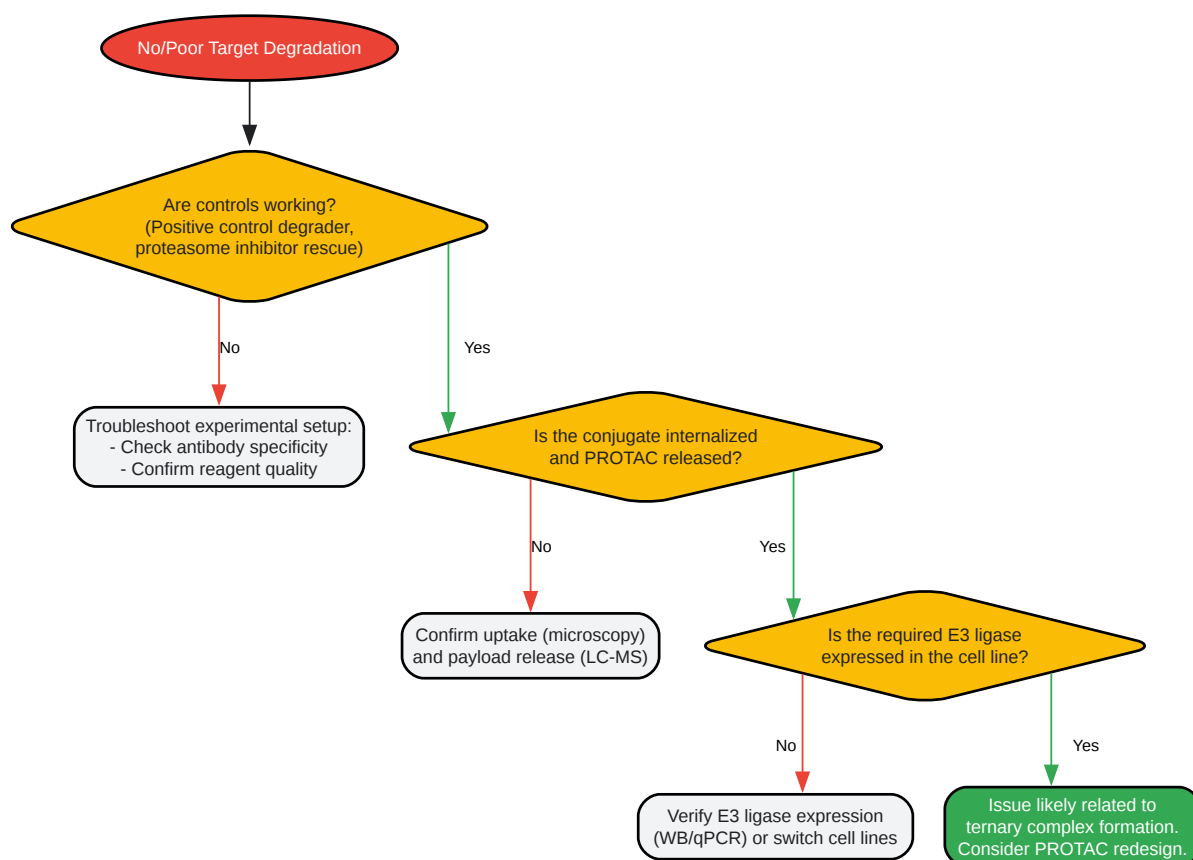 No/Poor Target Degradation
Are controls working?
(Positive control degrader,
proteasome inhibitor rescue)
No
Yes
Troubleshoot experimental setup:
- Check antibody specificity
- Confirm reagent quality
Is the conjugate internalized
and PROTAC released?
No
Yes
Confirm uptake (microscopy)
and payload release (LC-MS)
Is the required E3 ligase
expressed in the cell line?
No
Yes
Verify E3 ligase expression
(WB/qPCR) or switch cell lines
Issue likely related to
ternary complex formation.
Consider PROTAC redesign.